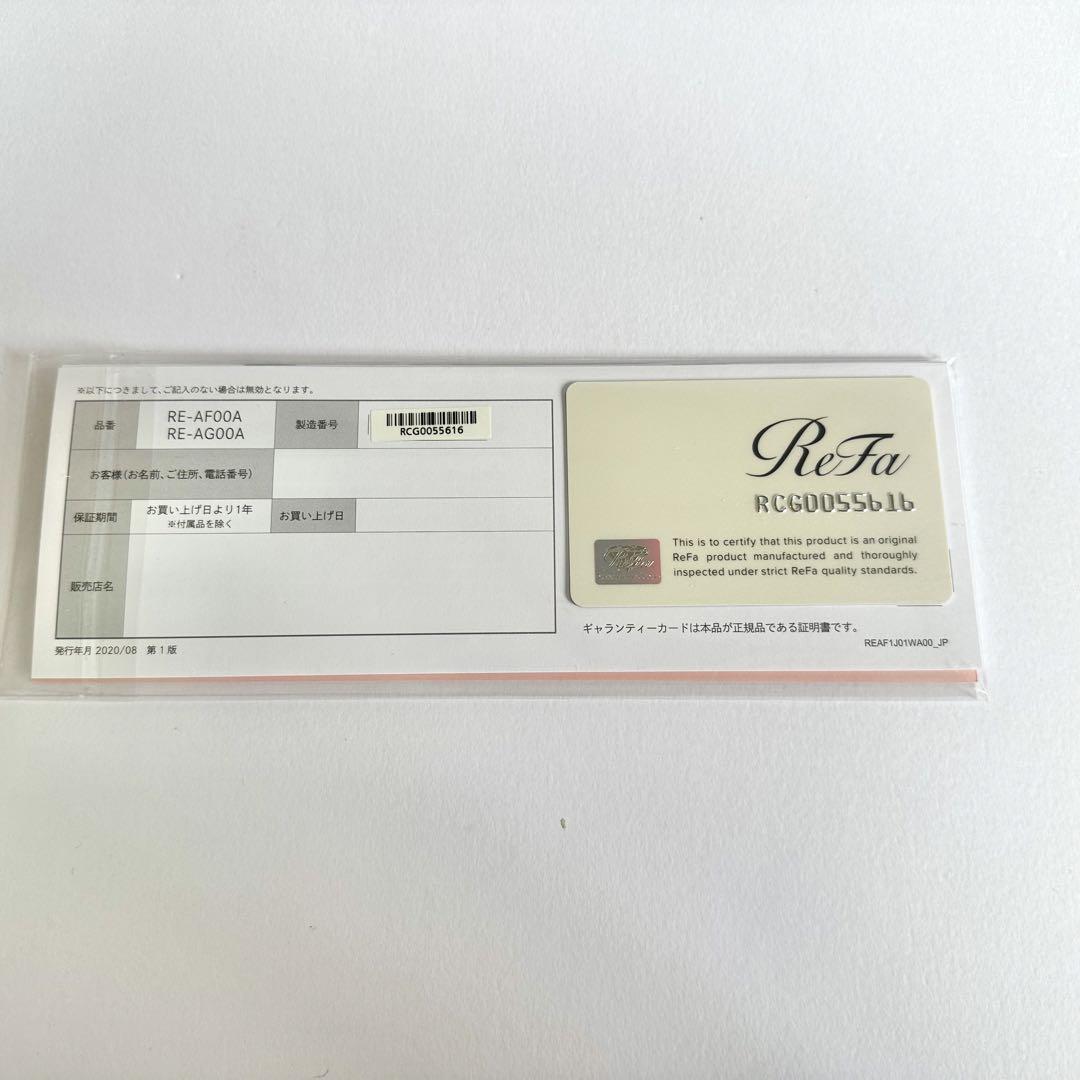 ※以下につきまして、ご記入のない場合は無効となります。
品番
RE-AF00A
RE-AG00A
製造番号
RCG0055616
お客様（お名前、ご住所、電話番号）
保証期間
お買い上げ日より1年
※付属品を除く
お買い上げ日
販売店名
発行年月 2020/08 第1版
ReFa
RCG0055616
This is to certify that this product is an original
ReFa product manufactured and thoroughly
inspected under strict ReFa quality standards.
ギャランティーカードは本品が正規品である証明書です。
REAF1J01WA00_JP